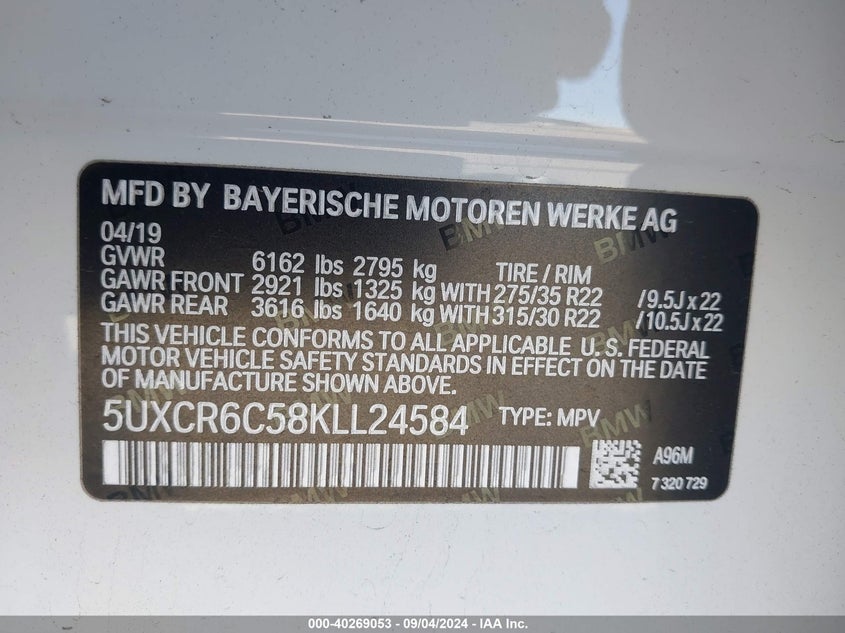 MFD BY BAYERISCHE MOTOREN WERKE AG
04/19
GVWR 6162 lbs 2795 kg TIRE / RIM
GAWR FRONT 2921 lbs 1325 kg WITH 275/35 R22 /9.5J x 22
GAWR REAR 3616 lbs 1640 kg WITH 315/30 R22 /10.5J x 22
THIS VEHICLE CONFORMS TO ALL APPLICABLE U. S. FEDERAL
MOTOR VEHICLE SAFETY STANDARDS IN EFFECT ON THE DATE
OF MANUFACTURE SHOWN ABOVE.
5UXCR6C58KLL24584 TYPE: MPV
A96M
7 320 729
000-40269053 - 09/04/2024 - IAA Inc.